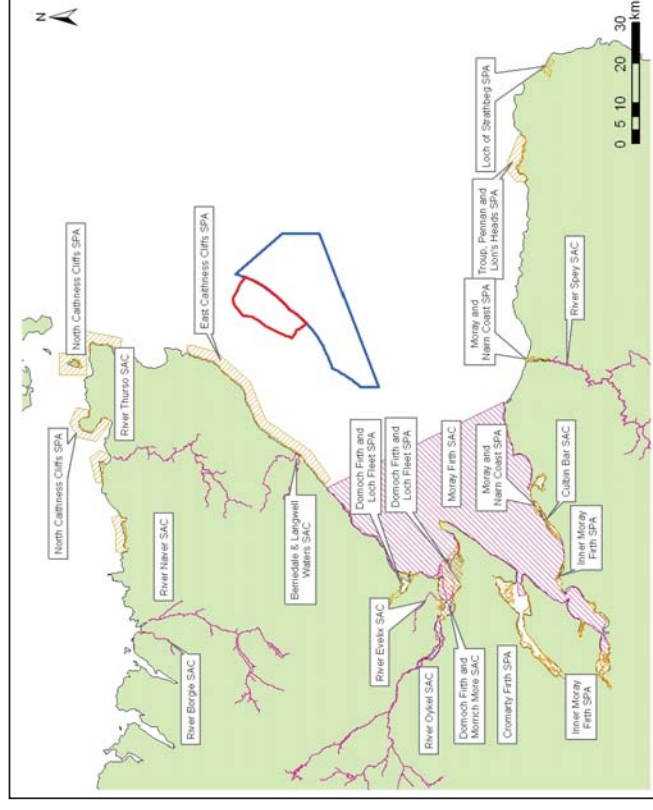 N
North Caithness Cliffs SPA
North Caithness Cliffs SPA
River Thurso SAC
East Caithness Cliffs SPA
River Naver SAC
River Borgie SAC
Berriedale & Langwell
Waters SAC
Dornoch Firth and
Loch Fleet SPA
Dornoch Firth and
Loch Fleet SPA
River Evelix SAC
River Oykel SAC
Dornoch Firth and
Morrich More SAC
Moray Firth SAC
Cromarty Firth SPA
Moray and
Nairn Coast SPA
Culbin Bar SAC
Inner Moray
Firth SPA
Inner Moray
Firth SPA
Moray and
Nairn Coast SPA
River Spey SAC
Troup, Pennan and
Lion's Heads SPA
Loch of Strathbeg SPA
0 5 10 20 30
km